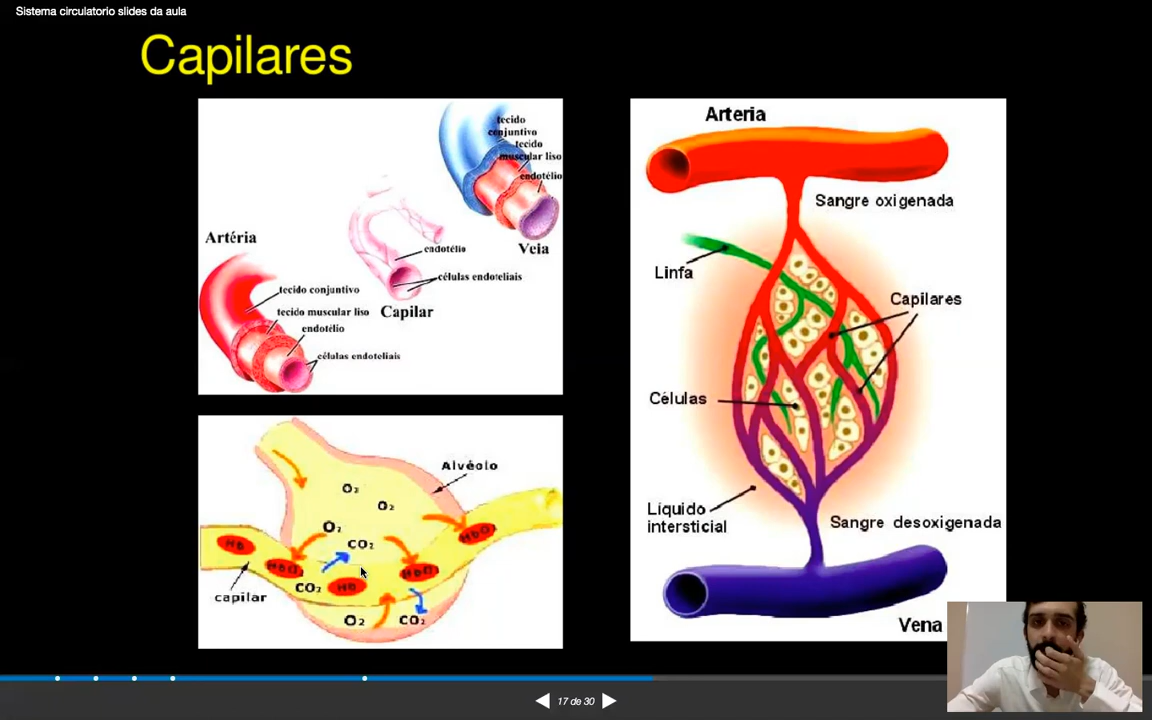 Sistema circulatorio slides da aula
Capilares
tecido
conjuntivo
tecido
muscular liso
endotélio
Veia
endotélio
células endoteliais
Capilar
Artéria
tecido conjuntivo
tecido muscular liso
endotélio
células endoteliais
Alvéolo
O₂
O₂
O₂
CO₂
Hb
HbO₂
HbO₂
CO₂
Hb
HbO₂
capilar
O₂
CO₂
Arteria
Sangre oxigenada
Linfa
Capilares
Células
Líquido
intersticial
Sangre desoxigenada
Vena
17 de 30